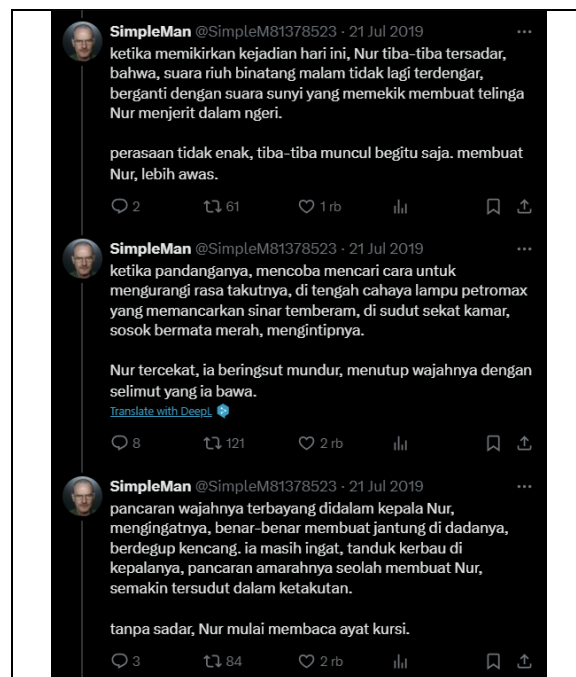 SimpleMan @SimpleM81378523 · 21 Jul 2019
ketika memikirkan kejadian hari ini, Nur tiba-tiba tersadar,
bahwa, suara riuh binatang malam tidak lagi terdengar,
berganti dengan suara sunyi yang memekik membuat telinga
Nur menjerit dalam ngeri.
perasaan tidak enak, tiba-tiba muncul begitu saja. membuat
Nur, lebih awas.
2 61 1 rb
SimpleMan @SimpleM81378523 · 21 Jul 2019
ketika pandanganya, mencoba mencari cara untuk
mengurangi rasa takutnya, di tengah cahaya lampu petromax
yang memancarkan sinar temberam, di sudut sekat kamar,
sosok bermata merah, mengintipnya.
Nur tercekat, ia beringsut mundur, menutup wajahnya dengan
selimut yang ia bawa.
Translate with DeepL
8 121 2 rb
SimpleMan @SimpleM81378523 · 21 Jul 2019
pancaran wajahnya terbayang didalam kepala Nur,
mengingatnya, benar-benar membuat jantung di dadanya,
berdegup kencang. ia masih ingat, tanduk kerbau di
kepalanya, pancaran amarahnya seolah membuat Nur,
semakin tersudut dalam ketakutan.
tanpa sadar, Nur mulai membaca ayat kursi.
3 84 2 rb